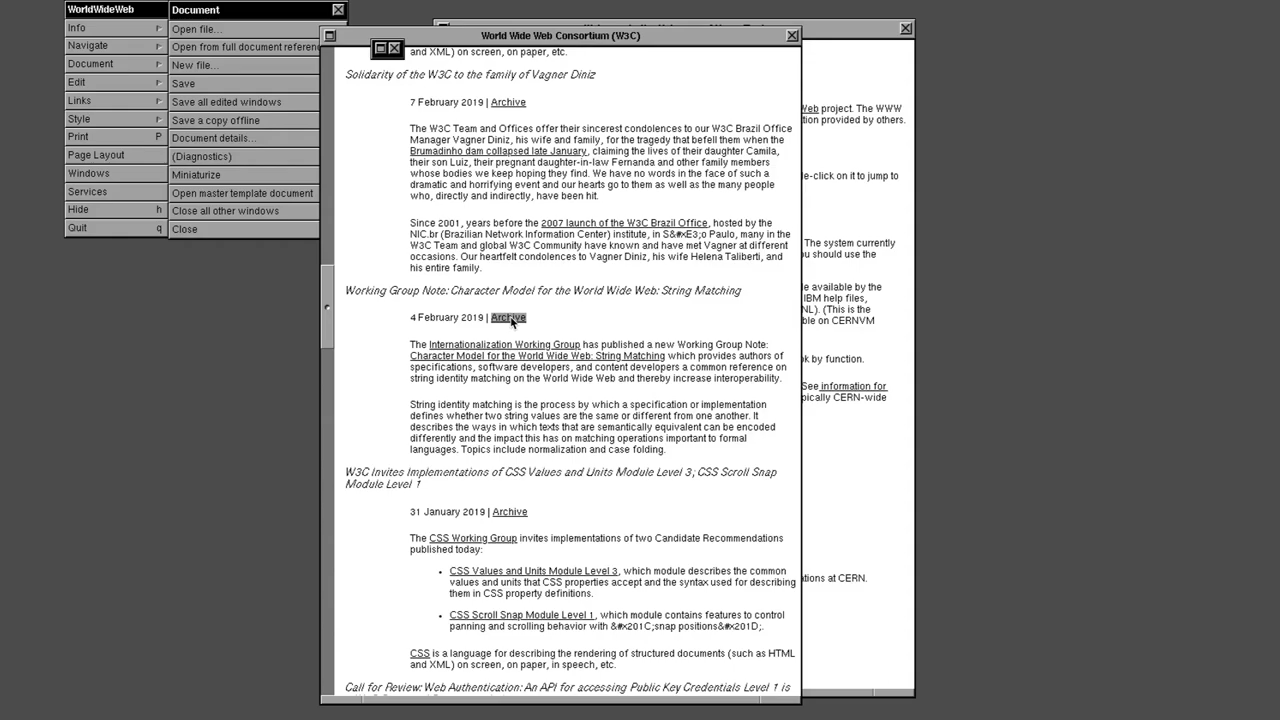 WorldWideWeb
Info
Navigate
Document
Edit
Links
Style
Print P
Page Layout
Windows
Services
Hide h
Quit q
Document
Open file...
Open from full document referenc
New file...
Save
Save all edited windows
Save a copy offline
Document details...
(Diagnostics)
Miniaturize
Open master template document
Close all other windows
Close
World Wide Web Consortium (W3C)
and XML) on screen, on paper, etc.
Solidarity of the W3C to the family of Vagner Diniz
7 February 2019 | Archive
The W3C Team and Offices offer their sincerest condolences to our W3C Brazil Office
Manager Vagner Diniz, his wife and family, for the tragedy that befell them when the
Brumadinho dam collapsed late January, claiming the lives of their daughter Camila,
their son Luiz, their pregnant daughter-in-law Fernanda and other family members
whose bodies we keep hoping they find. We have no words in the face of such a
dramatic and horrifying event and our hearts go to them as well as the many people
who, directly and indirectly, have been hit.
Since 2001, years before the 2007 launch of the W3C Brazil Office, hosted by the
NIC.br (Brazilian Network Information Center) institute, in S&#xE3;o Paulo, many in the
W3C Team and global W3C Community have known and have met Vagner at different
occasions. Our heartfelt condolences to Vagner Diniz, his wife Helena Taliberti, and
his entire family.
Working Group Note: Character Model for the World Wide Web: String Matching
4 February 2019 | Archive
The Internationalization Working Group has published a new Working Group Note:
Character Model for the World Wide Web: String Matching which provides authors of
specifications, software developers, and content developers a common reference on
string identity matching on the World Wide Web and thereby increase interoperability.
String identity matching is the process by which a specification or implementation
defines whether two string values are the same or different from one another. It
describes the ways in which texts that are semantically equivalent can be encoded
differently and the impact this has on matching operations important to formal
languages. Topics include normalization and case folding.
W3C Invites Implementations of CSS Values and Units Module Level 3; CSS Scroll Snap
Module Level 1
31 January 2019 | Archive
The CSS Working Group invites implementations of two Candidate Recommendations
published today:
• CSS Values and Units Module Level 3, which module describes the common
values and units that CSS properties accept and the syntax used for describing
them in CSS property definitions.
• CSS Scroll Snap Module Level 1, which module contains features to control
panning and scrolling behavior with &#x201C;snap positions&#x201D;.
CSS is a language for describing the rendering of structured documents (such as HTML
and XML) on screen, on paper, in speech, etc.
Call for Review: Web Authentication: An API for accessing Public Key Credentials Level 1 is
Web project. The WWW
tion provided by others.
le-click on it to jump to
The system currently
ou should use the
e available by the
IBM help files,
NL). (This is the
ble on CERNVM
ok by function.
See information for
pically CERN-wide
ations at CERN.